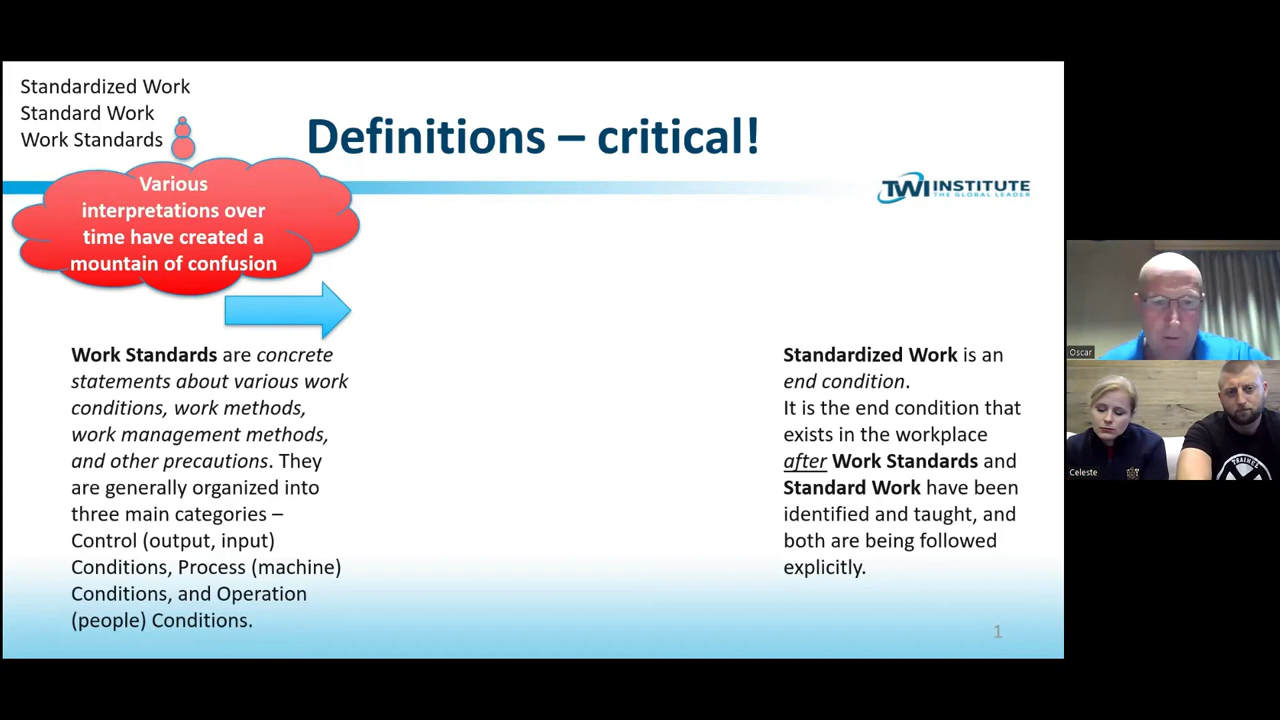 Standardized Work
Standard Work
Work Standards
Definitions – critical!
Various
interpretations over
time have created a
mountain of confusion
TWI INSTITUTE
THE GLOBAL LEADER
Work Standards are concrete
statements about various work
conditions, work methods,
work management methods,
and other precautions. They
are generally organized into
three main categories –
Control (output, input)
Conditions, Process (machine)
Conditions, and Operation
(people) Conditions.
Standardized Work is an
end condition.
It is the end condition that
exists in the workplace
after Work Standards and
Standard Work have been
identified and taught, and
both are being followed
explicitly.
1
Oscar
Celeste